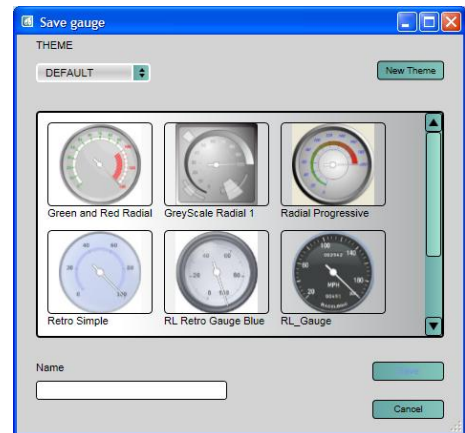 Save gauge
THEME
DEFAULT
New Theme
Green and Red Radial
GreyScale Radial 1
Radial Progressive
Retro Simple
RL Retro Gauge Blue
RL_Gauge
MPH
Name
Save
Cancel